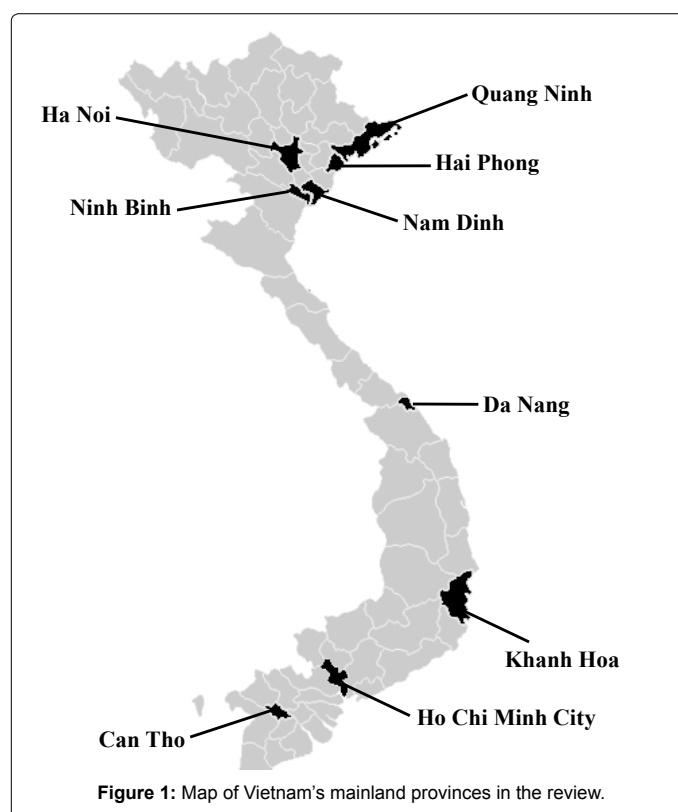 Quang Ninh
Ha Noi
Hai Phong
Ninh Binh
Nam Dinh
Da Nang
Khanh Hoa
Ho Chi Minh City
Can Tho
Figure 1: Map of Vietnam's mainland provinces in the review.